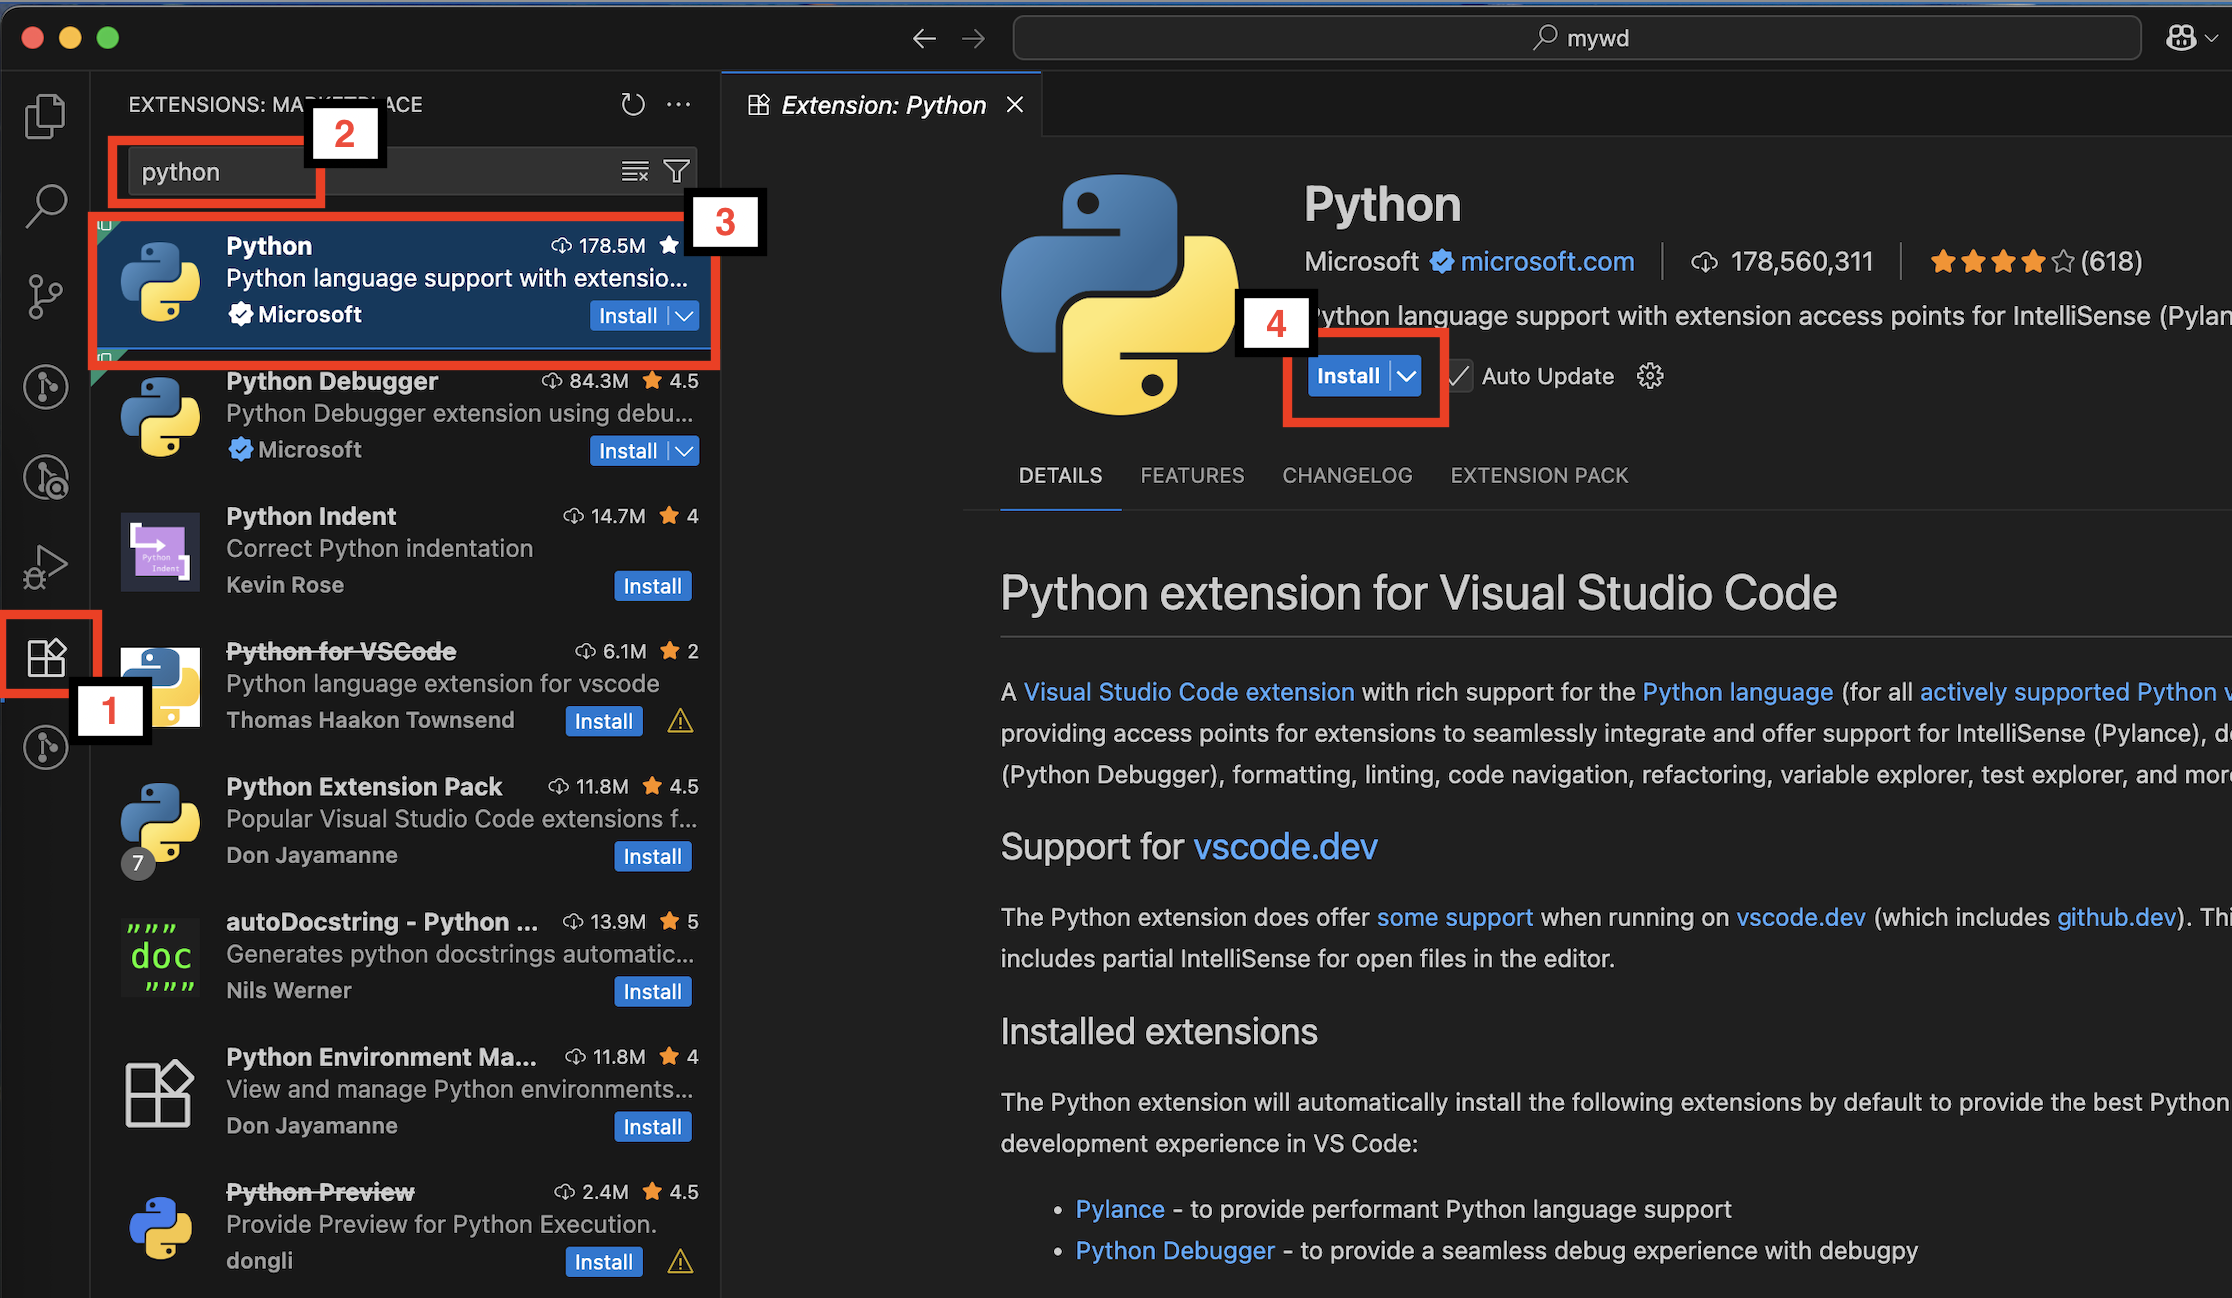 mywd
EXTENSIONS: MARKETPLACE
2
python
3
Python 178.5M
Python language support with extensio...
Microsoft Install
Python Debugger 84.3M 4.5
Python Debugger extension using debu...
Microsoft Install
Python Indent 14.7M 4
Correct Python indentation
Kevin Rose Install
Python for VSCode 6.1M 2
Python language extension for vscode
Thomas Haakon Townsend Install
1
Python Extension Pack 11.8M 4.5
Popular Visual Studio Code extensions f...
7
Don Jayamanne Install
autoDocstring - Python ... 13.9M 5
Generates python docstrings automatic...
"""
doc
"""
Nils Werner Install
Python Environment Ma... 11.8M 4
View and manage Python environments...
Don Jayamanne Install
Python Preview 2.4M 4.5
Provide Preview for Python Execution.
dongli Install
Python
Indent
Extension: Python
Python
Microsoft microsoft.com 178,560,311 (618)
Python language support with extension access points for IntelliSense (Pylan
4
Install Auto Update
DETAILS FEATURES CHANGELOG EXTENSION PACK
Python extension for Visual Studio Code
A Visual Studio Code extension with rich support for the Python language (for all actively supported Python v
providing access points for extensions to seamlessly integrate and offer support for IntelliSense (Pylance), d
(Python Debugger), formatting, linting, code navigation, refactoring, variable explorer, test explorer, and mor
Support for vscode.dev
The Python extension does offer some support when running on vscode.dev (which includes github.dev). Thi
includes partial IntelliSense for open files in the editor.
Installed extensions
The Python extension will automatically install the following extensions by default to provide the best Python
development experience in VS Code:
• Pylance - to provide performant Python language support
• Python Debugger - to provide a seamless debug experience with debugpy